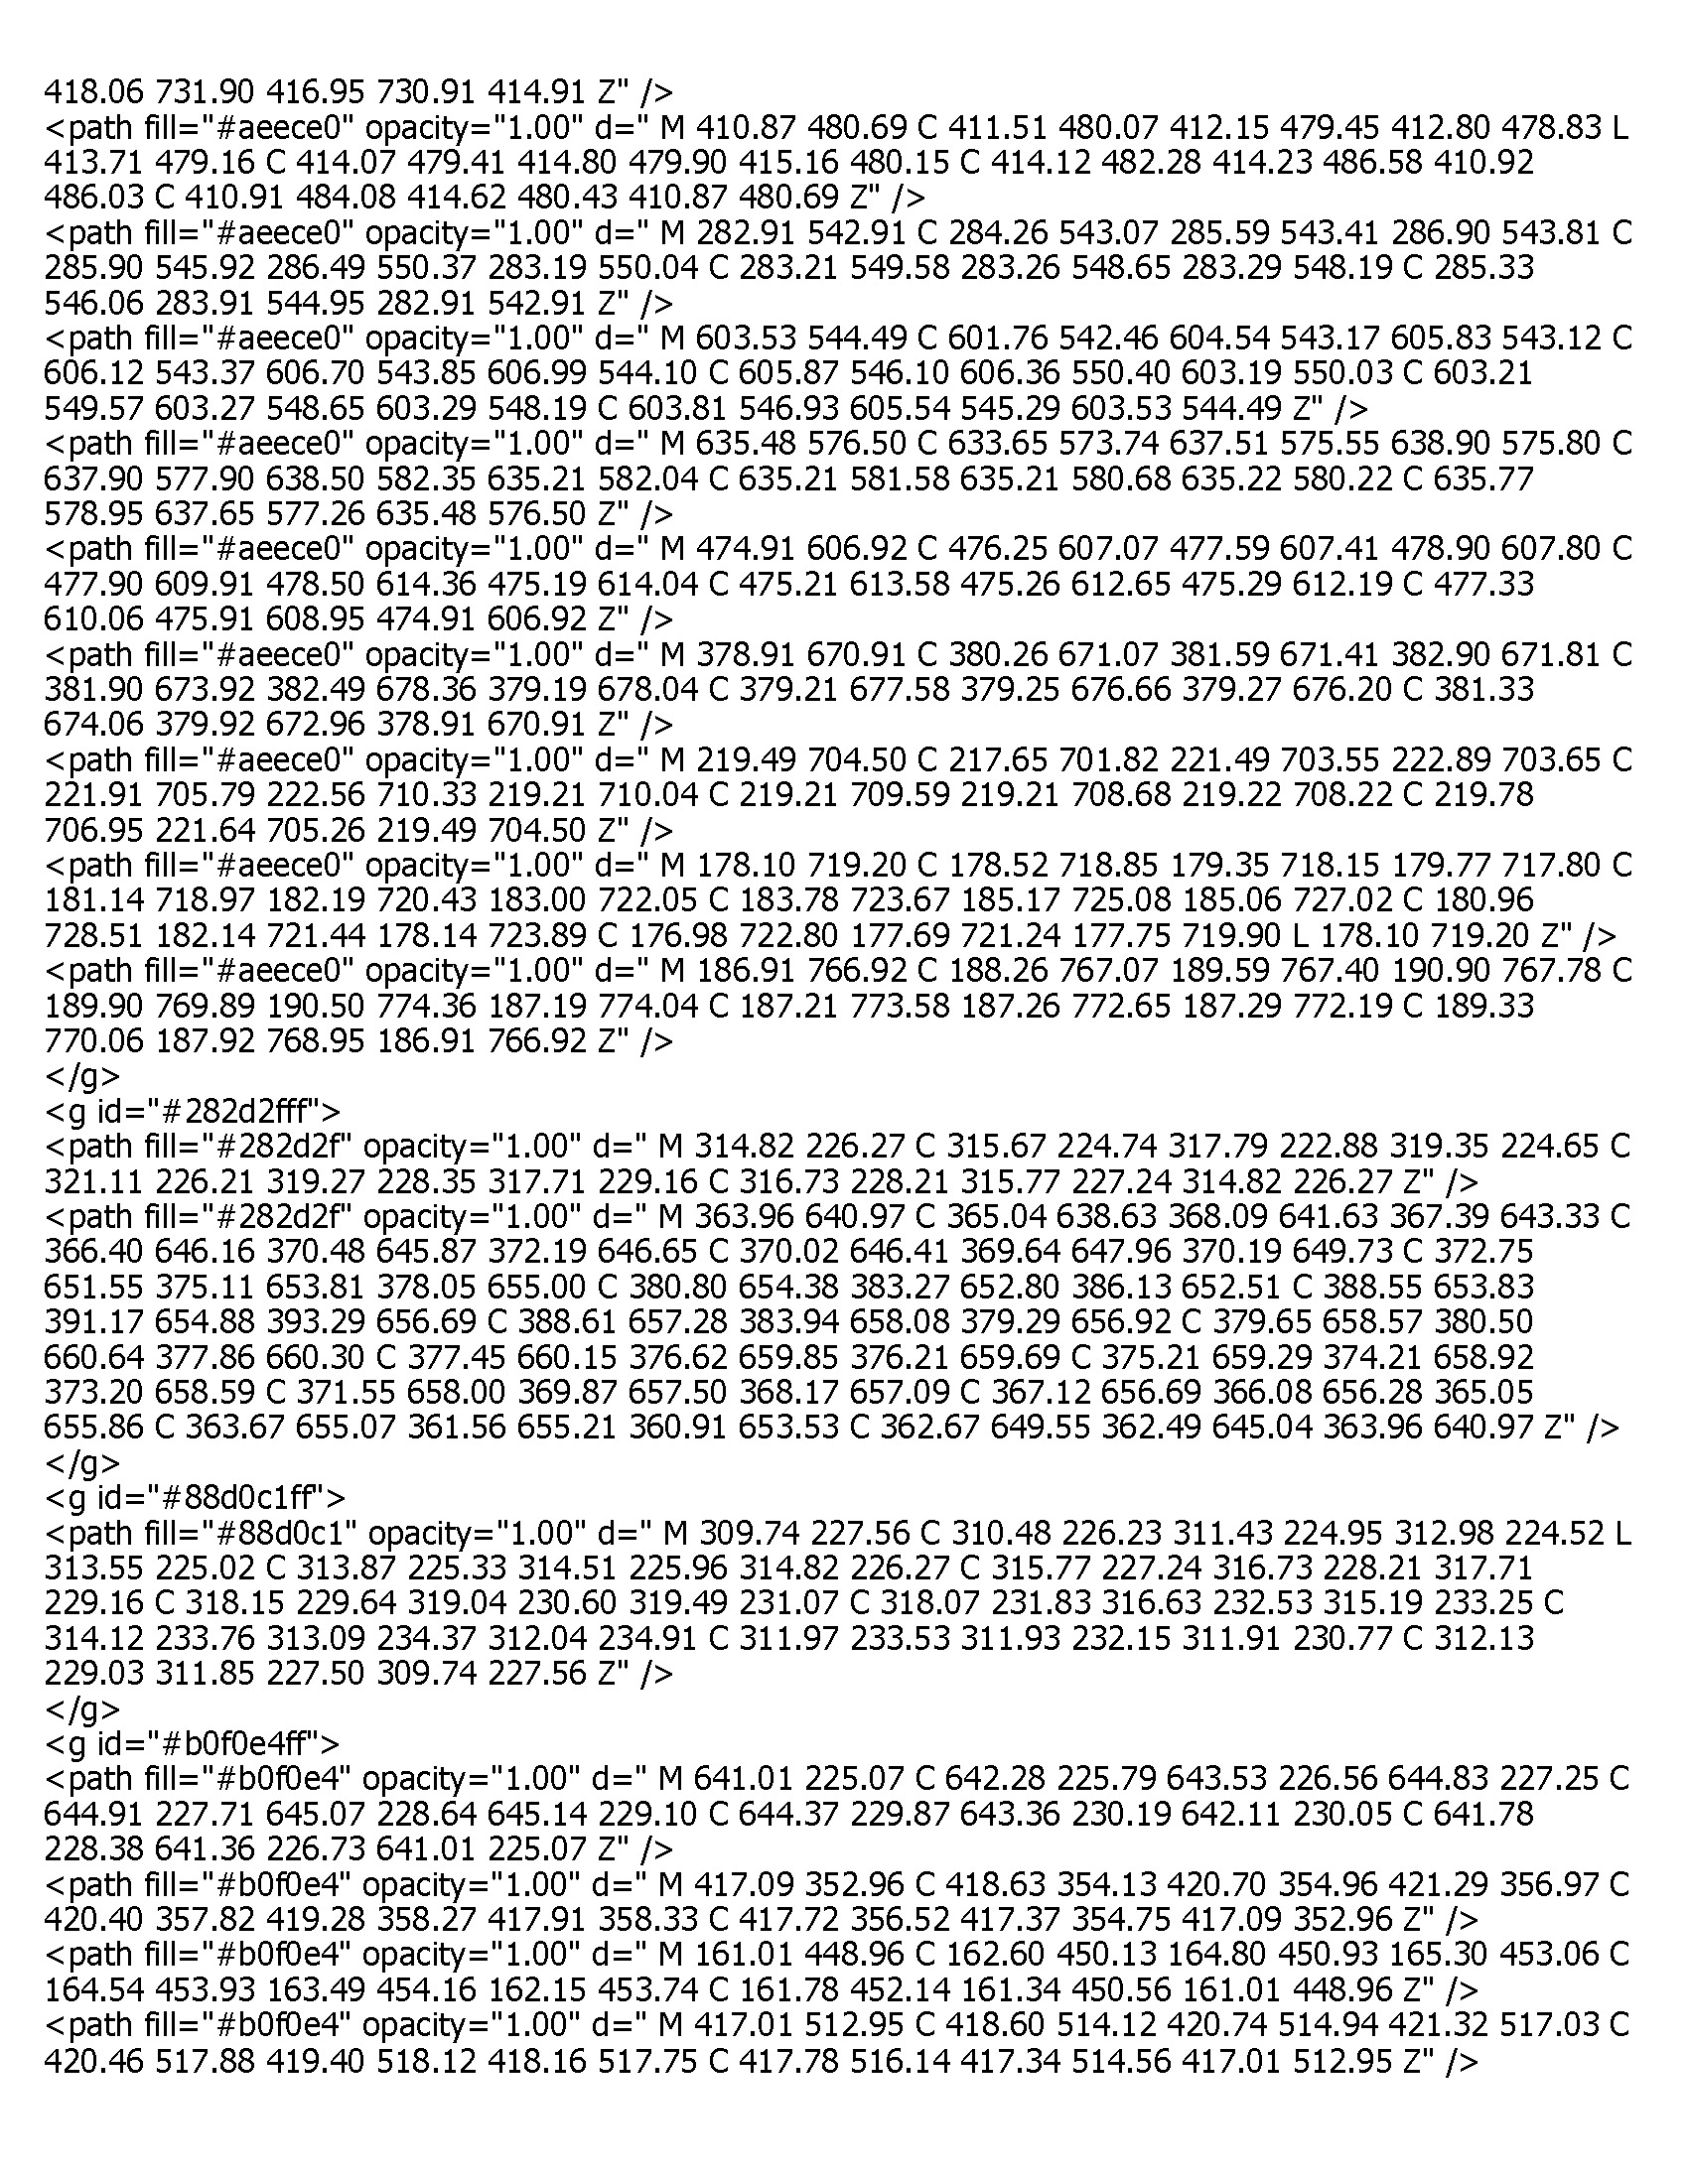 418.06 731.90 416.95 730.91 414.91 Z" />
<path fill="#aeece0" opacity="1.00" d=" M 410.87 480.69 C 411.51 480.07 412.15 479.45 412.80 478.83 L
413.71 479.16 C 414.07 479.41 414.80 479.90 415.16 480.15 C 414.12 482.28 414.23 486.58 410.92
486.03 C 410.91 484.08 414.62 480.43 410.87 480.69 Z" />
<path fill="#aeece0" opacity="1.00" d=" M 282.91 542.91 C 284.26 543.07 285.59 543.41 286.90 543.81 C
285.90 545.92 286.49 550.37 283.19 550.04 C 283.21 549.58 283.26 548.65 283.29 548.19 C 285.33
546.06 283.91 544.95 282.91 542.91 Z" />
<path fill="#aeece0" opacity="1.00" d=" M 603.53 544.49 C 601.76 542.46 604.54 543.17 605.83 543.12 C
606.12 543.37 606.70 543.85 606.99 544.10 C 605.87 546.10 606.36 550.40 603.19 550.03 C 603.21
549.57 603.27 548.65 603.29 548.19 C 603.81 546.93 605.54 545.29 603.53 544.49 Z" />
<path fill="#aeece0" opacity="1.00" d=" M 635.48 576.50 C 633.65 573.74 637.51 575.55 638.90 575.80 C
637.90 577.90 638.50 582.35 635.21 582.04 C 635.21 581.58 635.21 580.68 635.22 580.22 C 635.77
578.95 637.65 577.26 635.48 576.50 Z" />
<path fill="#aeece0" opacity="1.00" d=" M 474.91 606.92 C 476.25 607.07 477.59 607.41 478.90 607.80 C
477.90 609.91 478.50 614.36 475.19 614.04 C 475.21 613.58 475.26 612.65 475.29 612.19 C 477.33
610.06 475.91 608.95 474.91 606.92 Z" />
<path fill="#aeece0" opacity="1.00" d=" M 378.91 670.91 C 380.26 671.07 381.59 671.41 382.90 671.81 C
381.90 673.92 382.49 678.36 379.19 678.04 C 379.21 677.58 379.25 676.66 379.27 676.20 C 381.33
674.06 379.92 672.96 378.91 670.91 Z" />
<path fill="#aeece0" opacity="1.00" d=" M 219.49 704.50 C 217.65 701.82 221.49 703.55 222.89 703.65 C
221.91 705.79 222.56 710.33 219.21 710.04 C 219.21 709.59 219.21 708.68 219.22 708.22 C 219.78
706.95 221.64 705.26 219.49 704.50 Z" />
<path fill="#aeece0" opacity="1.00" d=" M 178.10 719.20 C 178.52 718.85 179.35 718.15 179.77 717.80 C
181.14 718.97 182.19 720.43 183.00 722.05 C 183.78 723.67 185.17 725.08 185.06 727.02 C 180.96
728.51 182.14 721.44 178.14 723.89 C 176.98 722.80 177.69 721.24 177.75 719.90 L 178.10 719.20 Z" />
<path fill="#aeece0" opacity="1.00" d=" M 186.91 766.92 C 188.26 767.07 189.59 767.40 190.90 767.78 C
189.90 769.89 190.50 774.36 187.19 774.04 C 187.21 773.58 187.26 772.65 187.29 772.19 C 189.33
770.06 187.92 768.95 186.91 766.92 Z" />
</g>
<g id="#282d2fff">
<path fill="#282d2f" opacity="1.00" d=" M 314.82 226.27 C 315.67 224.74 317.79 222.88 319.35 224.65 C
321.11 226.21 319.27 228.35 317.71 229.16 C 316.73 228.21 315.77 227.24 314.82 226.27 Z" />
<path fill="#282d2f" opacity="1.00" d=" M 363.96 640.97 C 365.04 638.63 368.09 641.63 367.39 643.33 C
366.40 646.16 370.48 645.87 372.19 646.65 C 370.02 646.41 369.64 647.96 370.19 649.73 C 372.75
651.55 375.11 653.81 378.05 655.00 C 380.80 654.38 383.27 652.80 386.13 652.51 C 388.55 653.83
391.17 654.88 393.29 656.69 C 388.61 657.28 383.94 658.08 379.29 656.92 C 379.65 658.57 380.50
660.64 377.86 660.30 C 377.45 660.15 376.62 659.85 376.21 659.69 C 375.21 659.29 374.21 658.92
373.20 658.59 C 371.55 658.00 369.87 657.50 368.17 657.09 C 367.12 656.69 366.08 656.28 365.05
655.86 C 363.67 655.07 361.56 655.21 360.91 653.53 C 362.67 649.55 362.49 645.04 363.96 640.97 Z" />
</g>
<g id="#88d0c1ff">
<path fill="#88d0c1" opacity="1.00" d=" M 309.74 227.56 C 310.48 226.23 311.43 224.95 312.98 224.52 L
313.55 225.02 C 313.87 225.33 314.51 225.96 314.82 226.27 C 315.77 227.24 316.73 228.21 317.71
229.16 C 318.15 229.64 319.04 230.60 319.49 231.07 C 318.07 231.83 316.63 232.53 315.19 233.25 C
314.12 233.76 313.09 234.37 312.04 234.91 C 311.97 233.53 311.93 232.15 311.91 230.77 C 312.13
229.03 311.85 227.50 309.74 227.56 Z" />
</g>
<g id="#b0f0e4ff">
<path fill="#b0f0e4" opacity="1.00" d=" M 641.01 225.07 C 642.28 225.79 643.53 226.56 644.83 227.25 C
644.91 227.71 645.07 228.64 645.14 229.10 C 644.37 229.87 643.36 230.19 642.11 230.05 C 641.78
228.38 641.36 226.73 641.01 225.07 Z" />
<path fill="#b0f0e4" opacity="1.00" d=" M 417.09 352.96 C 418.63 354.13 420.70 354.96 421.29 356.97 C
420.40 357.82 419.28 358.27 417.91 358.33 C 417.72 356.52 417.37 354.75 417.09 352.96 Z" />
<path fill="#b0f0e4" opacity="1.00" d=" M 161.01 448.96 C 162.60 450.13 164.80 450.93 165.30 453.06 C
164.54 453.93 163.49 454.16 162.15 453.74 C 161.78 452.14 161.34 450.56 161.01 448.96 Z" />
<path fill="#b0f0e4" opacity="1.00" d=" M 417.01 512.95 C 418.60 514.12 420.74 514.94 421.32 517.03 C
420.46 517.88 419.40 518.12 418.16 517.75 C 417.78 516.14 417.34 514.56 417.01 512.95 Z" />